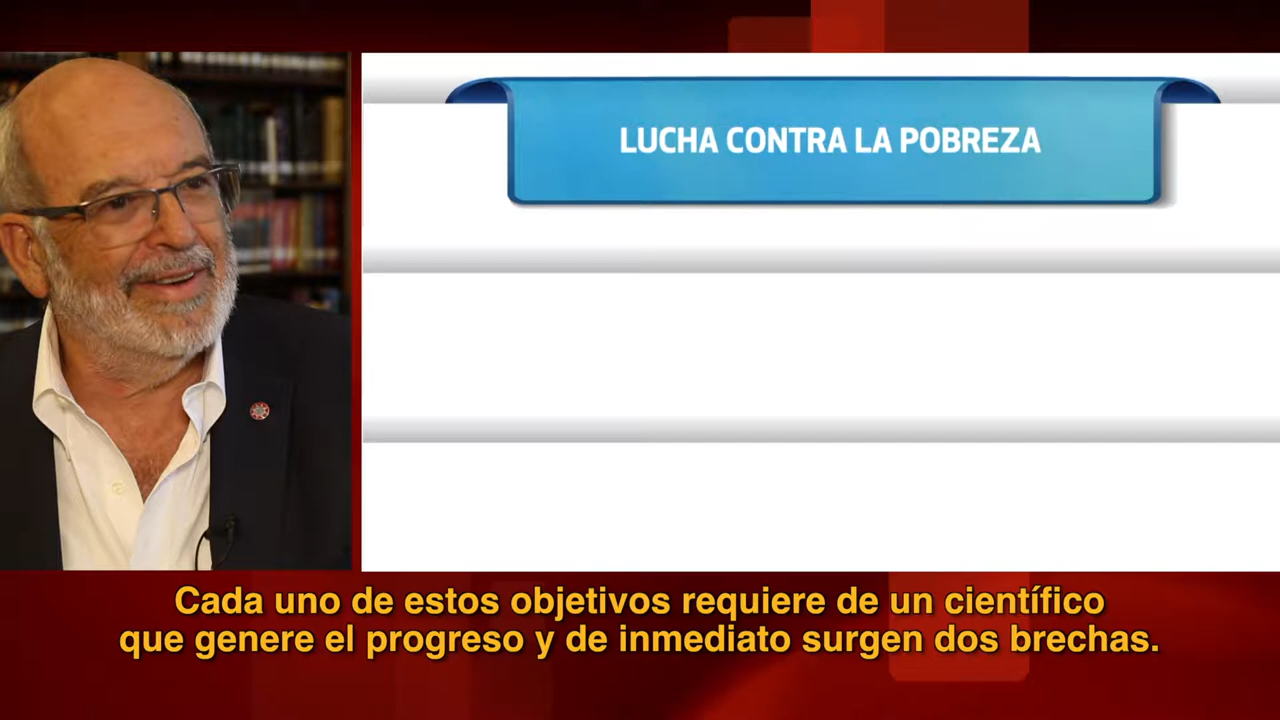 LUCHA CONTRA LA POBREZA
Cada uno de estos objetivos requiere de un científico
que genere el progreso y de inmediato surgen dos brechas.